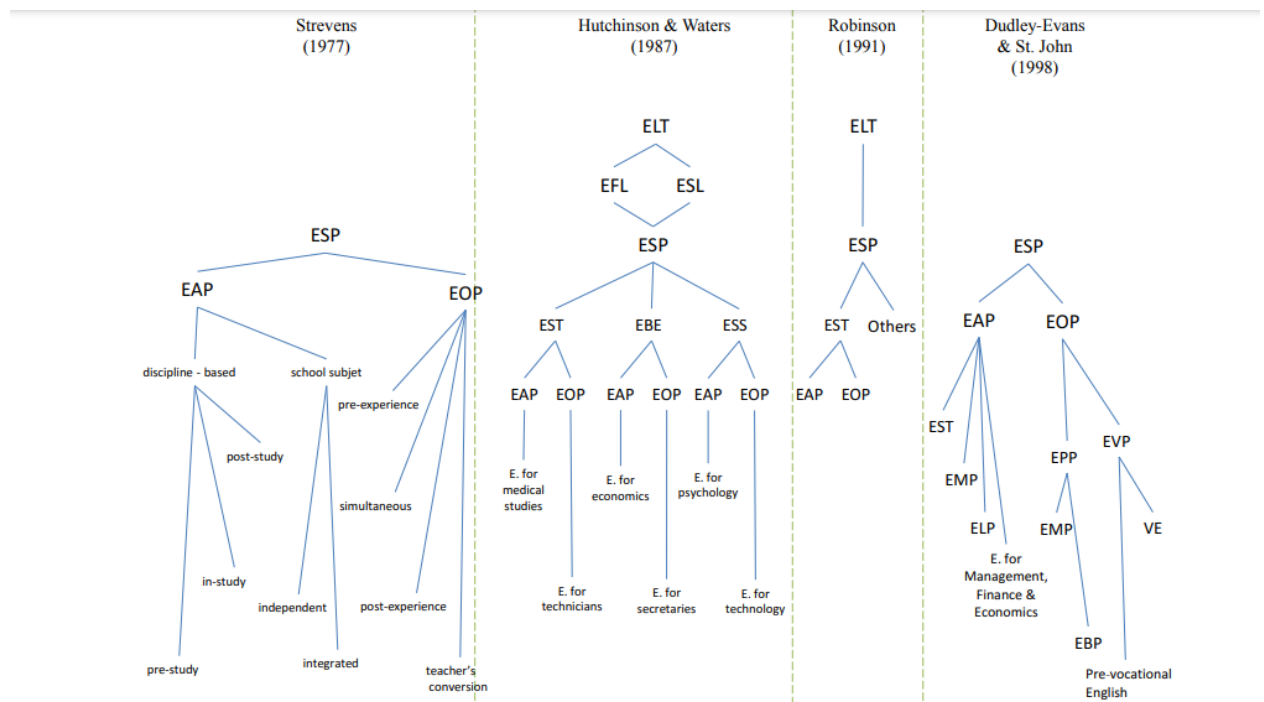 Strevens
(1977)
Hutchinson & Waters
(1987)
Robinson
(1991)
Dudley-Evans
& St. John
(1998)
ESP
EAP
EOP
discipline - based
school subjet
pre-experience
post-study
simultaneous
in-study
independent
post-experience
pre-study
integrated
teacher's
conversion
ELT
EFL
ESL
ESP
EST
EBE
ESS
EAP
EOP
EAP
EOP
EAP
EOP
E. for
medical
studies
E. for
economics
E. for
psychology
E. for
technicians
E. for
secretaries
E. for
technology
ELT
ESP
EST
Others
EAP
EOP
ESP
EAP
EOP
EST
EMP
ELP
E. for
Management,
Finance &
Economics
EPP
EVP
EMP
VE
EBP
Pre-vocational
English